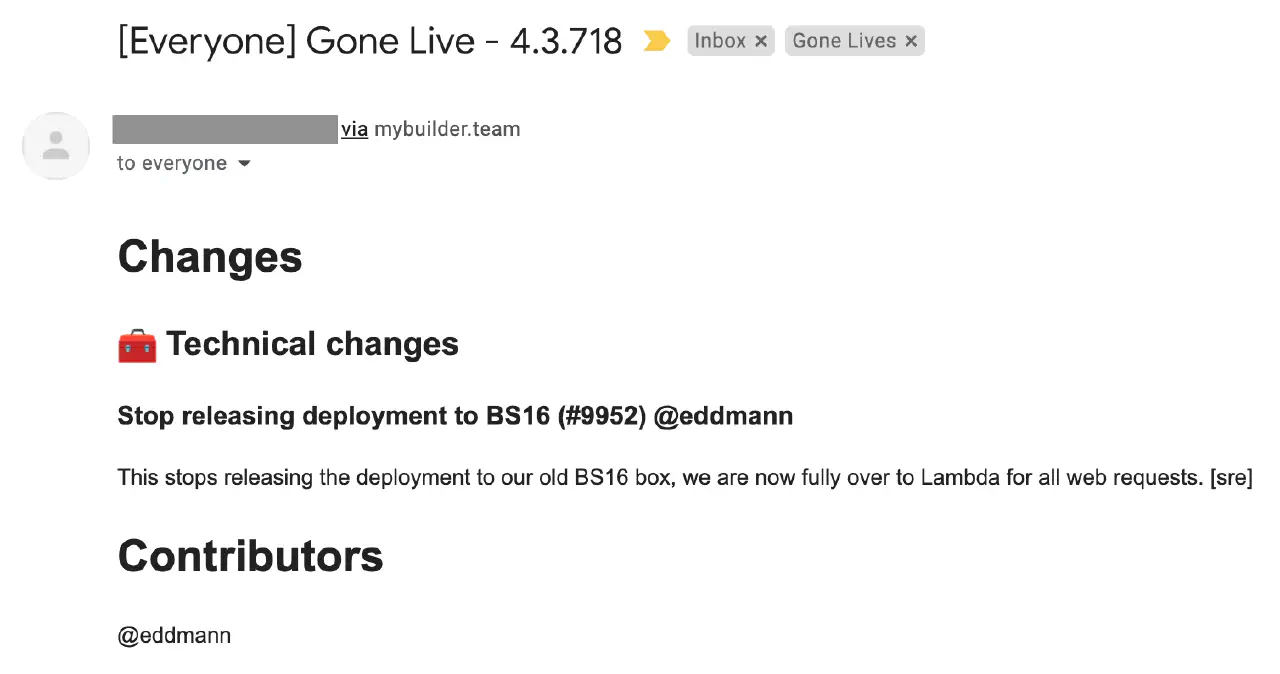 [Everyone] Gone Live - 4.3.718 Inbox × Gone Lives ×
via mybuilder.team
to everyone
Changes
🧰 Technical changes
Stop releasing deployment to BS16 (#9952) @eddmann
This stops releasing the deployment to our old BS16 box, we are now fully over to Lambda for all web requests. [sre]
Contributors
@eddmann